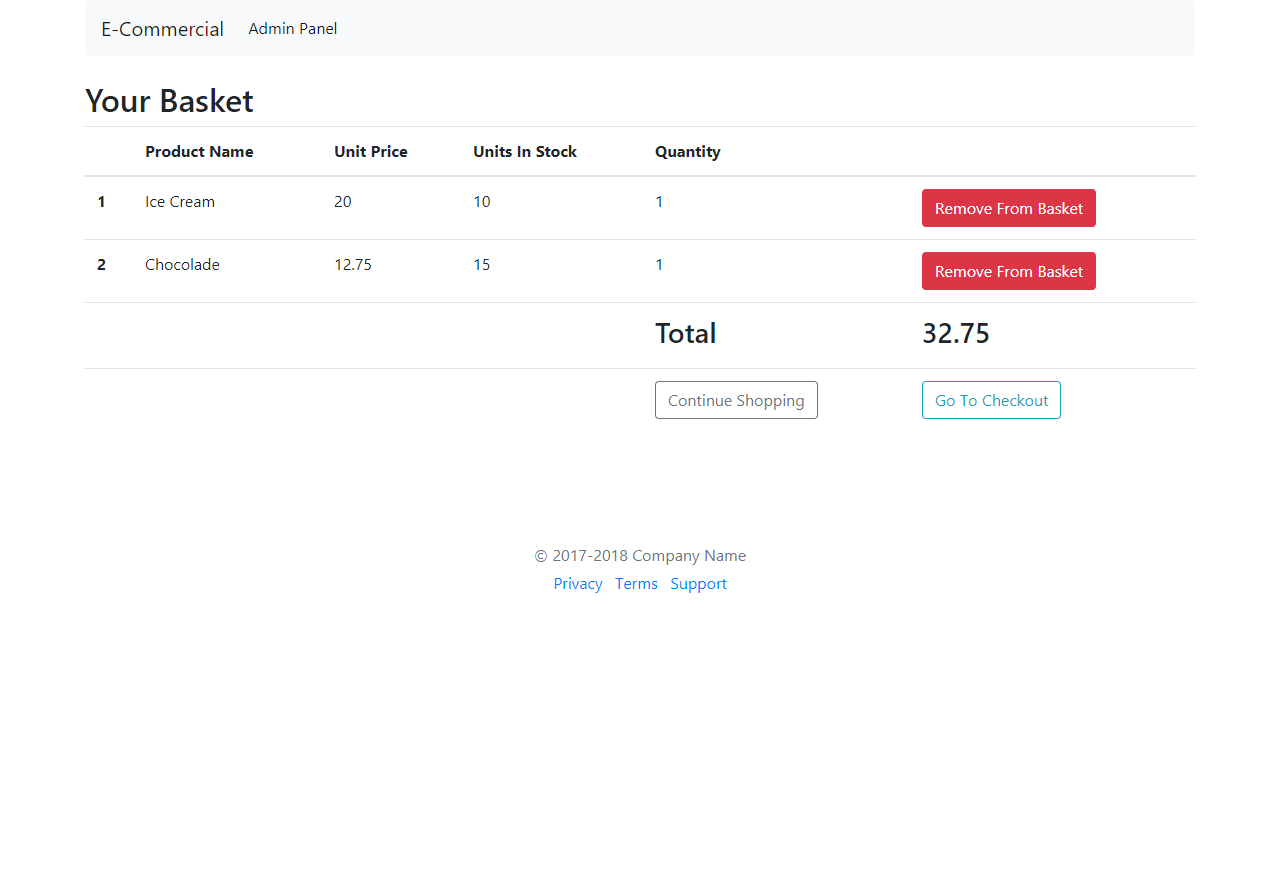 E-Commercial Admin Panel
Your Basket
Product Name Unit Price Units In Stock Quantity
1 Ice Cream 20 10 1 Remove From Basket
2 Chocolade 12.75 15 1 Remove From Basket
Total 32.75
Continue Shopping Go To Checkout
© 2017-2018 Company Name
Privacy Terms Support